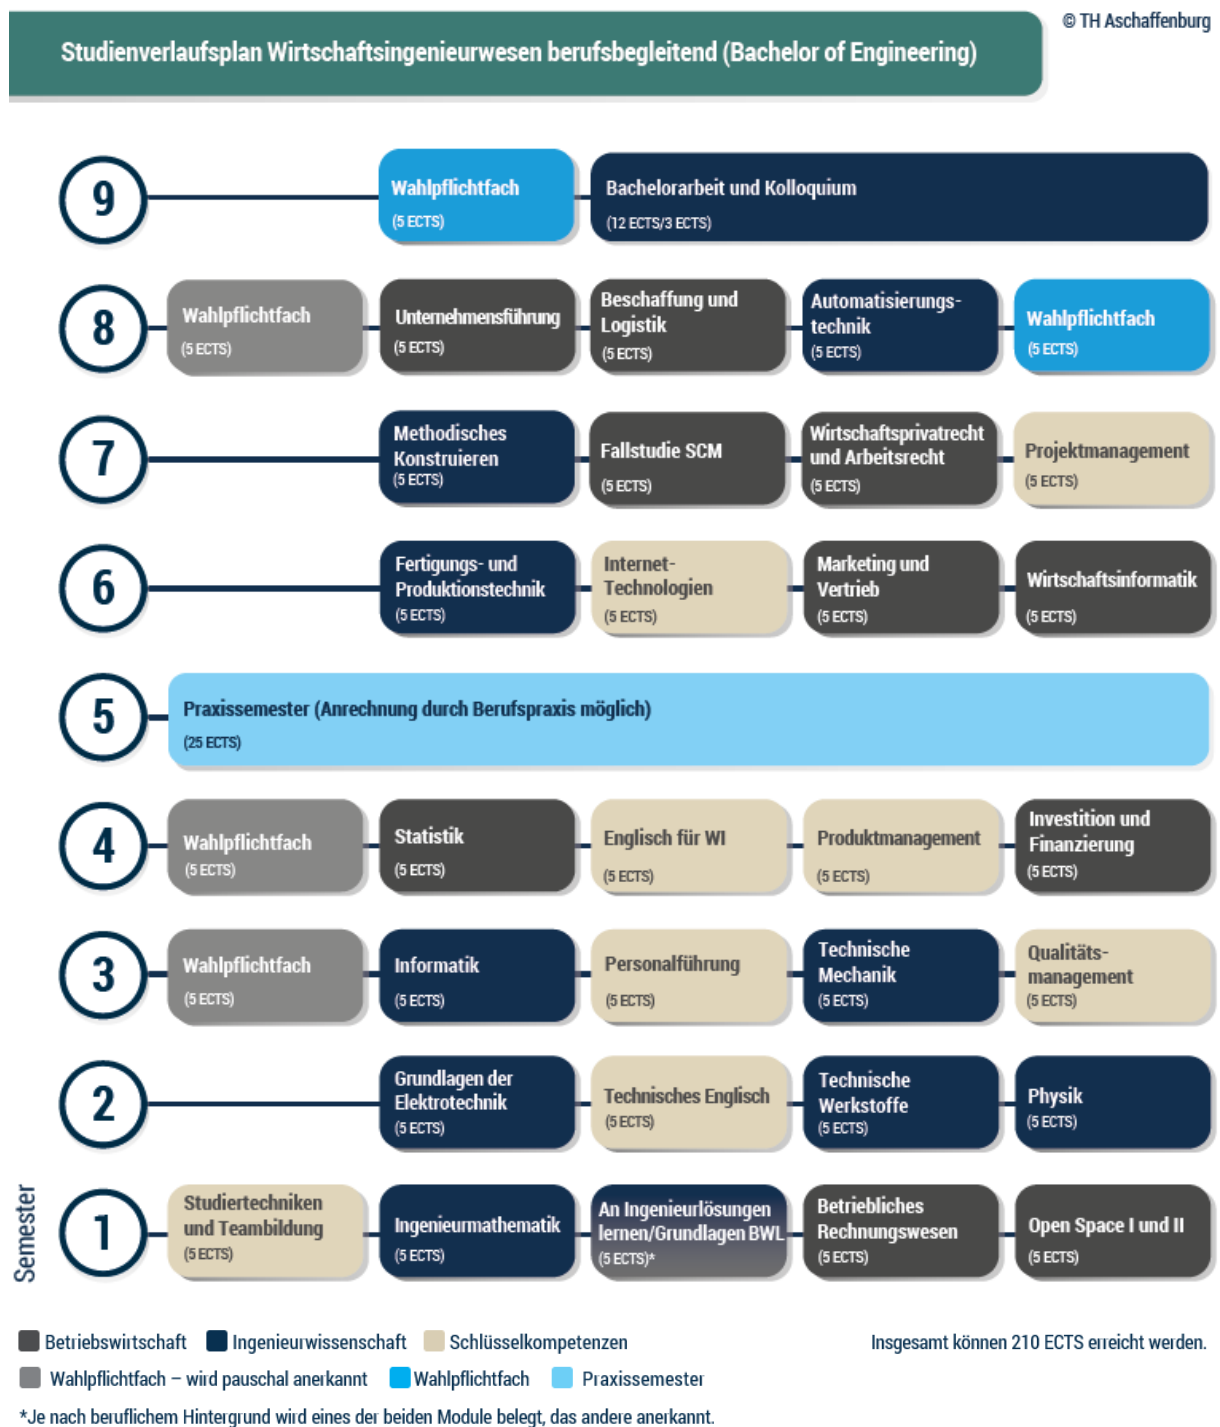 © TH Aschaffenburg
Studienverlaufsplan Wirtschaftsingenieurwesen berufsbegleitend (Bachelor of Engineering)
9
Wahlpflichtfach
(5 ECTS)
Bachelorarbeit und Kolloquium
(12 ECTS/3 ECTS)
8
Wahlpflichtfach
(5 ECTS)
Unternehmensführung
(5 ECTS)
Beschaffung und
Logistik
(5 ECTS)
Automatisierungs-
technik
(5 ECTS)
Wahlpflichtfach
(5 ECTS)
7
Methodisches
Konstruieren
(5 ECTS)
Fallstudie SCM
(5 ECTS)
Wirtschaftsprivatrecht
und Arbeitsrecht
(5 ECTS)
Projektmanagement
(5 ECTS)
6
Fertigungs- und
Produktionstechnik
(5 ECTS)
Internet-
Technologien
(5 ECTS)
Marketing und
Vertrieb
(5 ECTS)
Wirtschaftsinformatik
(5 ECTS)
5
Praxissemester (Anrechnung durch Berufspraxis möglich)
(25 ECTS)
4
Wahlpflichtfach
(5 ECTS)
Statistik
(5 ECTS)
Englisch für WI
(5 ECTS)
Produktmanagement
(5 ECTS)
Investition und
Finanzierung
(5 ECTS)
3
Wahlpflichtfach
(5 ECTS)
Informatik
(5 ECTS)
Personalführung
(5 ECTS)
Technische
Mechanik
(5 ECTS)
Qualitäts-
management
(5 ECTS)
2
Grundlagen der
Elektrotechnik
(5 ECTS)
Technisches Englisch
(5 ECTS)
Technische
Werkstoffe
(5 ECTS)
Physik
(5 ECTS)
Semester
1
Studiertechniken
und Teambildung
(5 ECTS)
Ingenieurmathematik
(5 ECTS)
An Ingenieurlösungen
lernen/Grundlagen BWL
(5 ECTS)*
Betriebliches
Rechnungswesen
(5 ECTS)
Open Space I und II
(5 ECTS)
Betriebswirtschaft
Ingenieurwissenschaft
Schlüsselkompetenzen
Insgesamt können 210 ECTS erreicht werden.
Wahlpflichtfach – wird pauschal anerkannt
Wahlpflichtfach
Praxissemester
*Je nach beruflichem Hintergrund wird eines der beiden Module belegt, das andere anerkannt.